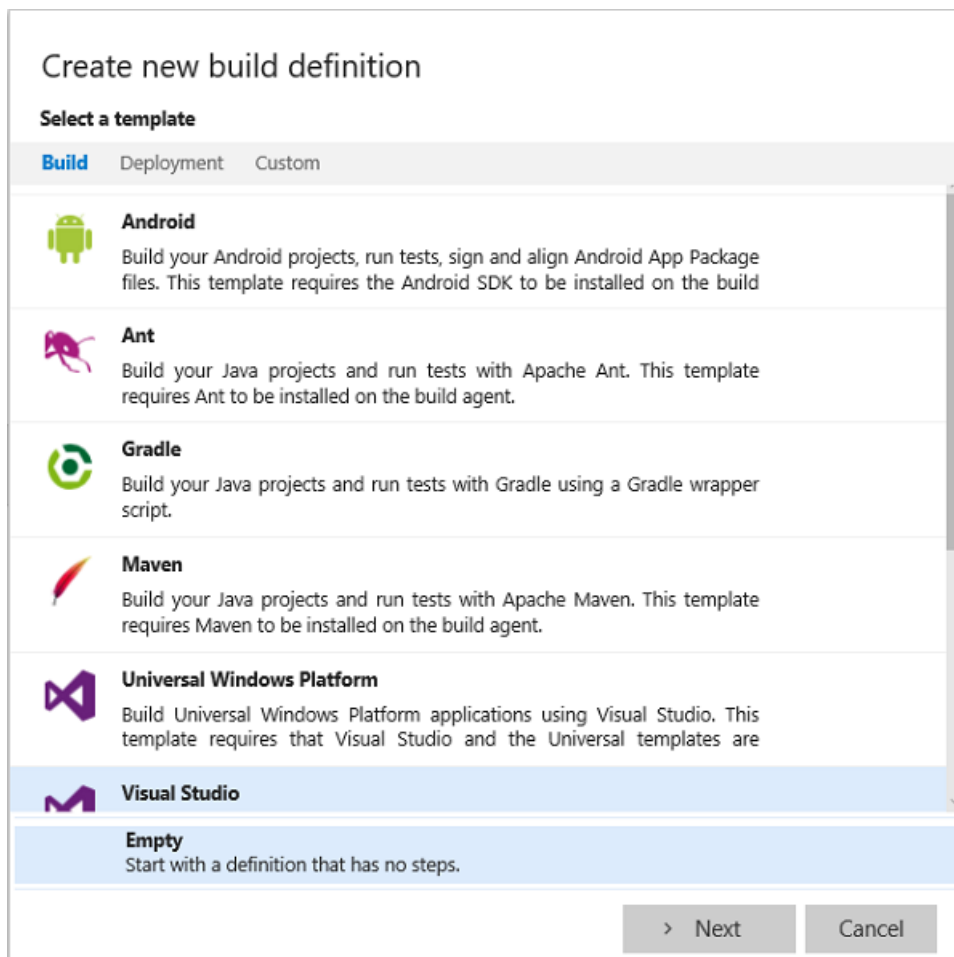 Create new build definition
Select a template
Build Deployment Custom
Android
Build your Android projects, run tests, sign and align Android App Package
files. This template requires the Android SDK to be installed on the build
Ant
Build your Java projects and run tests with Apache Ant. This template
requires Ant to be installed on the build agent.
Gradle
Build your Java projects and run tests with Gradle using a Gradle wrapper
script.
Maven
Build your Java projects and run tests with Apache Maven. This template
requires Maven to be installed on the build agent.
Universal Windows Platform
Build Universal Windows Platform applications using Visual Studio. This
template requires that Visual Studio and the Universal templates are
Visual Studio
Empty
Start with a definition that has no steps.
> Next Cancel